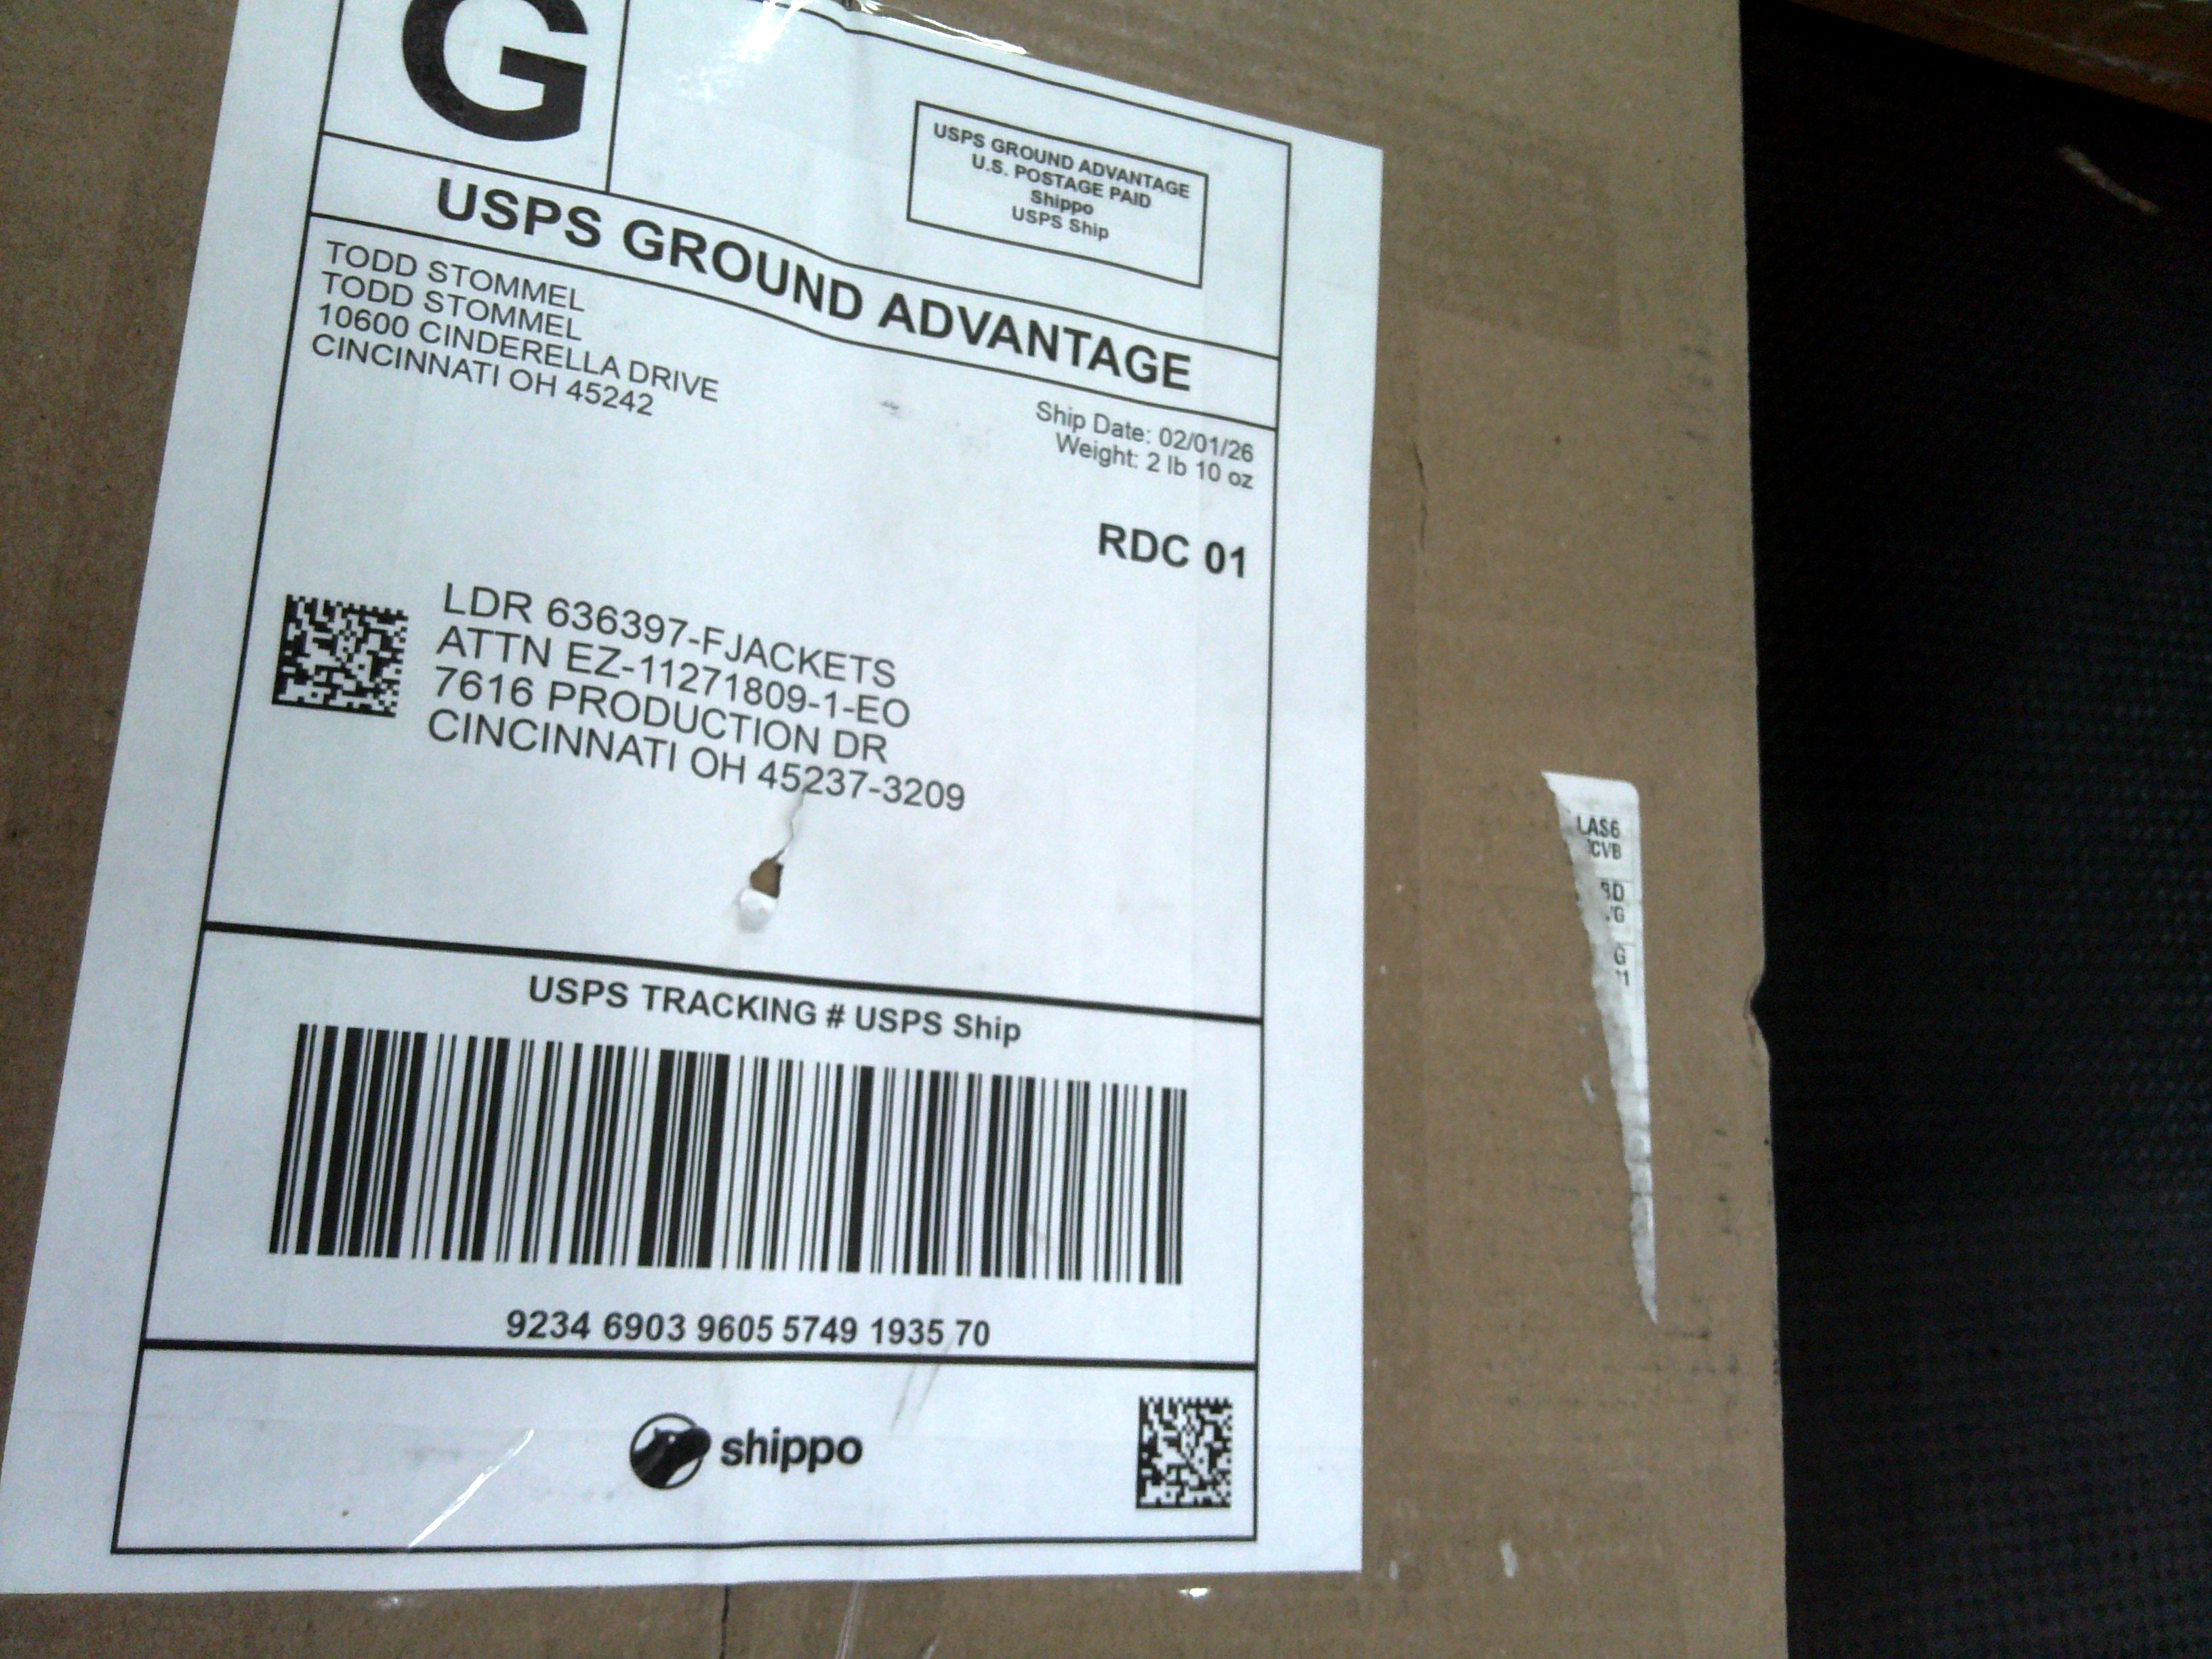 G
USPS GROUND ADVANTAGE
U.S. POSTAGE PAID
Shippo
USPS Ship
USPS GROUND ADVANTAGE
TODD STOMMEL
TODD STOMMEL
10600 CINDERELLA DRIVE
CINCINNATI OH 45242
Ship Date: 02/01/26
Weight: 2 lb 10 oz
RDC 01
LDR 636397-FJACKETS
ATTN EZ-11271809-1-EO
7616 PRODUCTION DR
CINCINNATI OH 45237-3209
USPS TRACKING # USPS Ship
9234 6903 9605 5749 1935 70
shippo
LAS6
CVB
G